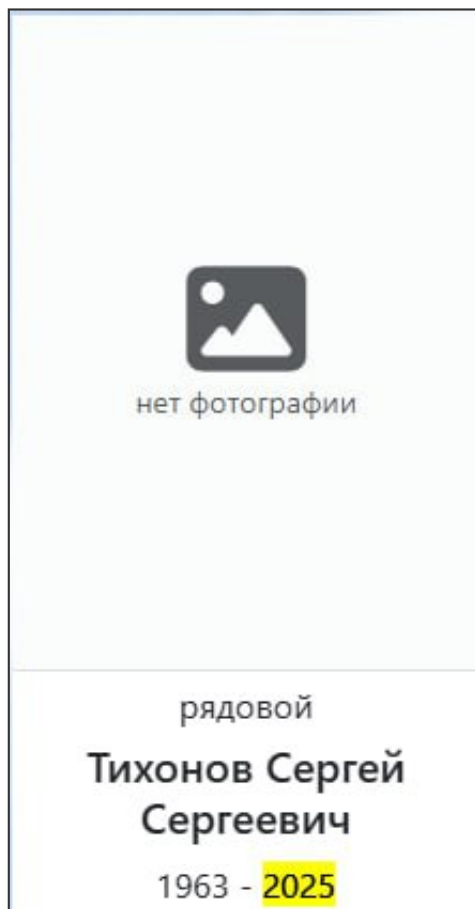 нет фотографии
рядовой
Тихонов Сергей
Сергеевич
1963 - 2025